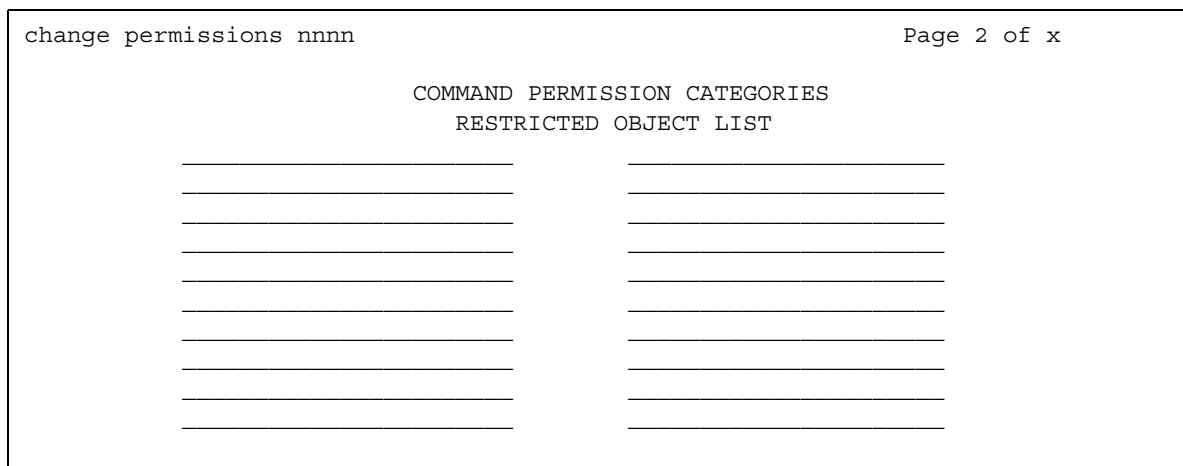 change permissions nnnn Page 2 of x
COMMAND PERMISSION CATEGORIES
RESTRICTED OBJECT LIST